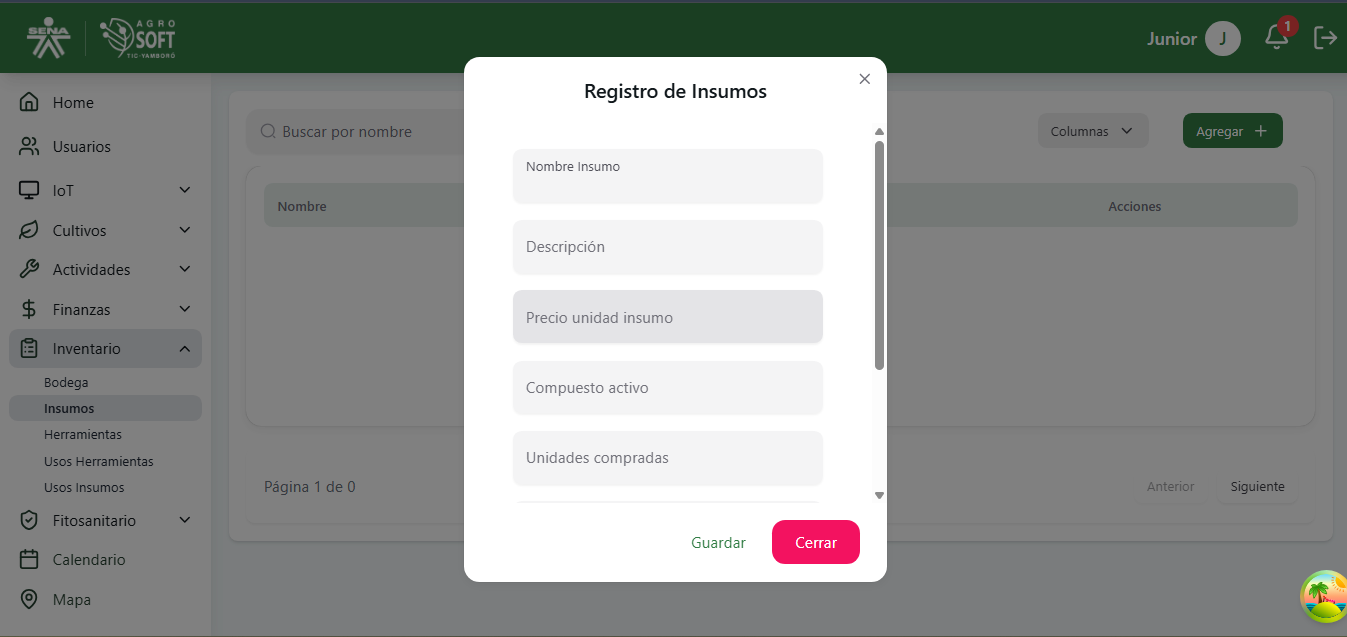 SENA
AGRO
SOFT
TIC-YAMBORÓ
Junior
J
1
Home
Usuarios
IoT
Cultivos
Actividades
Finanzas
Inventario
Bodega
Insumos
Herramientas
Usos Herramientas
Usos Insumos
Fitosanitario
Calendario
Mapa
Buscar por nombre
Columnas
Agregar
Nombre
Acciones
Página 1 de 0
Anterior
Siguiente
Registro de Insumos
Nombre Insumo
Descripción
Precio unidad insumo
Compuesto activo
Unidades compradas
Guardar
Cerrar